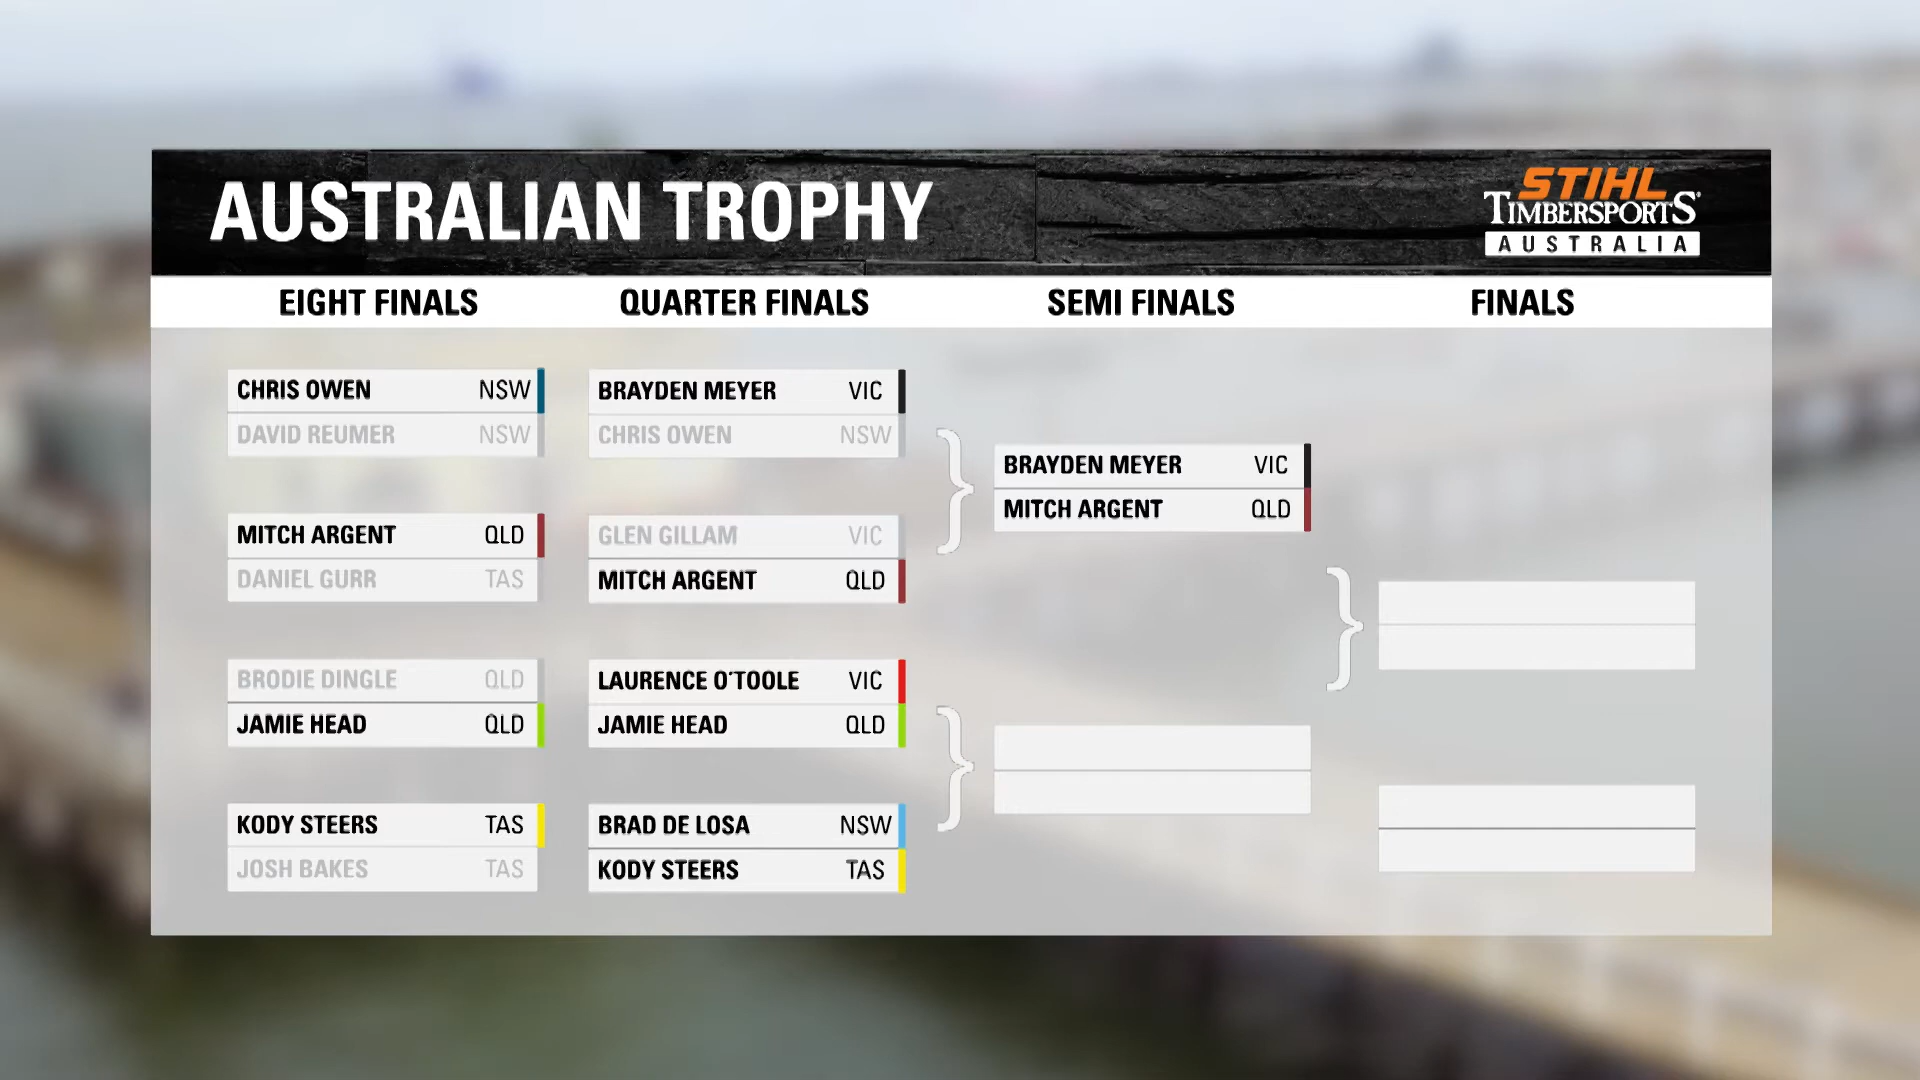 AUSTRALIAN TROPHY
STIHL
TIMBERSPORTS®
AUSTRALIA
EIGHT FINALS
QUARTER FINALS
SEMI FINALS
FINALS
CHRIS OWEN NSW
DAVID REUMER NSW
MITCH ARGENT QLD
DANIEL GURR TAS
BRODIE DINGLE QLD
JAMIE HEAD QLD
KODY STEERS TAS
JOSH BAKES TAS
BRAYDEN MEYER VIC
CHRIS OWEN NSW
GLEN GILLAM VIC
MITCH ARGENT QLD
LAURENCE O'TOOLE VIC
JAMIE HEAD QLD
BRAD DE LOSA NSW
KODY STEERS TAS
BRAYDEN MEYER VIC
MITCH ARGENT QLD